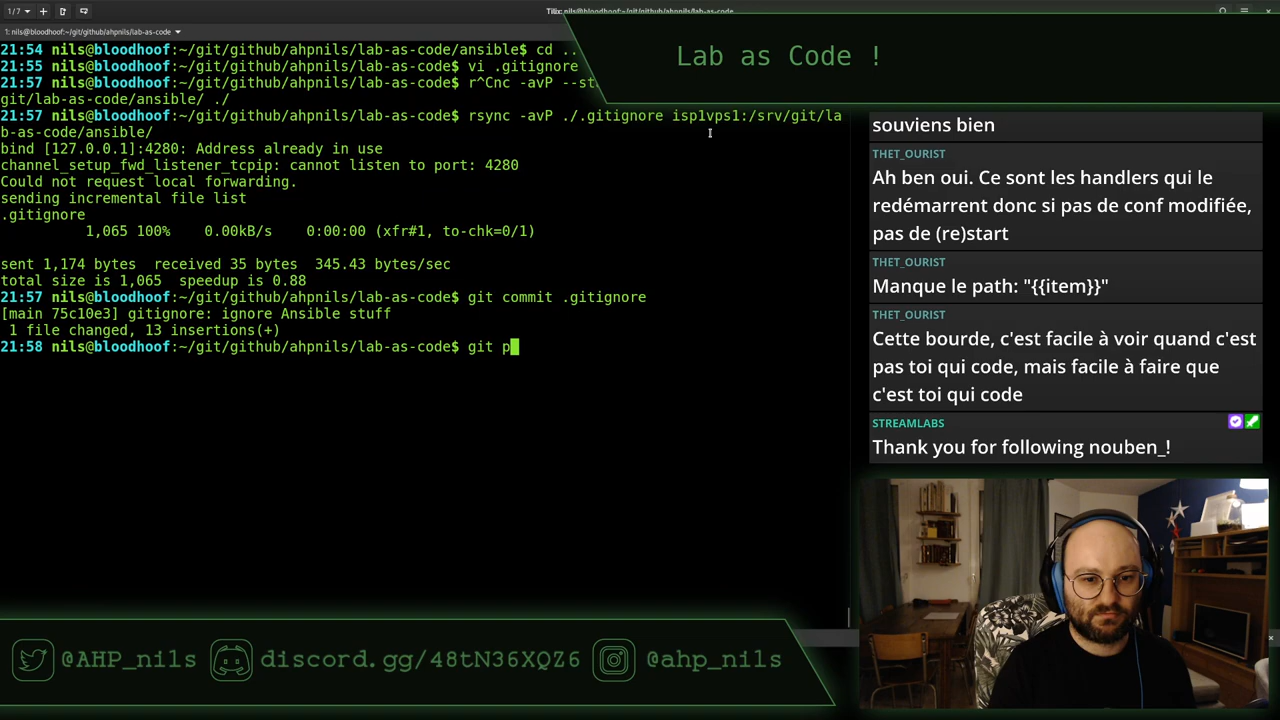 1/7
Tilix: nils@bloodhoof:~/git/github/ahpnils/lab-as-code
1: nils@bloodhoof:~/git/github/ahpnils/lab-as-code
21:54 nils@bloodhoof:~/git/github/ahpnils/lab-as-code/ansible$ cd ..
21:55 nils@bloodhoof:~/git/github/ahpnils/lab-as-code$ vi .gitignore
21:57 nils@bloodhoof:~/git/github/ahpnils/lab-as-code$ r^Cnc -avP --st
git/lab-as-code/ansible/ ./
21:57 nils@bloodhoof:~/git/github/ahpnils/lab-as-code$ rsync -avP ./.gitignore isp1vps1:/srv/git/la
b-as-code/ansible/
bind [127.0.0.1]:4280: Address already in use
channel_setup_fwd_listener_tcpip: cannot listen to port: 4280
Could not request local forwarding.
sending incremental file list
.gitignore
1,065 100% 0.00kB/s 0:00:00 (xfr#1, to-chk=0/1)
sent 1,174 bytes received 35 bytes 345.43 bytes/sec
total size is 1,065 speedup is 0.88
21:57 nils@bloodhoof:~/git/github/ahpnils/lab-as-code$ git commit .gitignore
[main 75c10e3] gitignore: ignore Ansible stuff
1 file changed, 13 insertions(+)
21:58 nils@bloodhoof:~/git/github/ahpnils/lab-as-code$ git p
Lab as Code !
souviens bien
THET_OURIST
Ah ben oui. Ce sont les handlers qui le
redémarrent donc si pas de conf modifiée,
pas de (re)start
THET_OURIST
Manque le path: "{{item}}"
THET_OURIST
Cette bourde, c'est facile à voir quand c'est
pas toi qui code, mais facile à faire que
c'est toi qui code
STREAMLABS
Thank you for following nouben_!
@AHP_nils
discord.gg/48tN36XQZ6
@ahp_nils